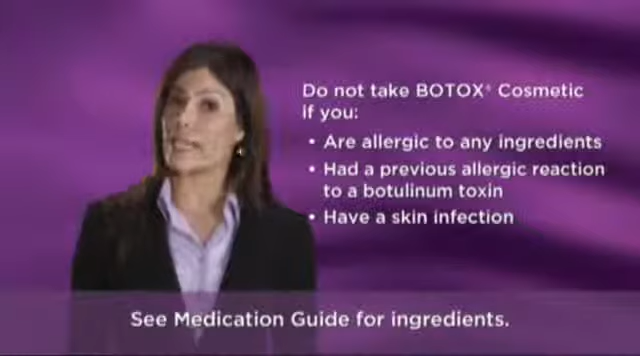 Do not take BOTOX® Cosmetic
if you:
• Are allergic to any ingredients
• Had a previous allergic reaction
to a botulinum toxin
• Have a skin infection
See Medication Guide for ingredients.